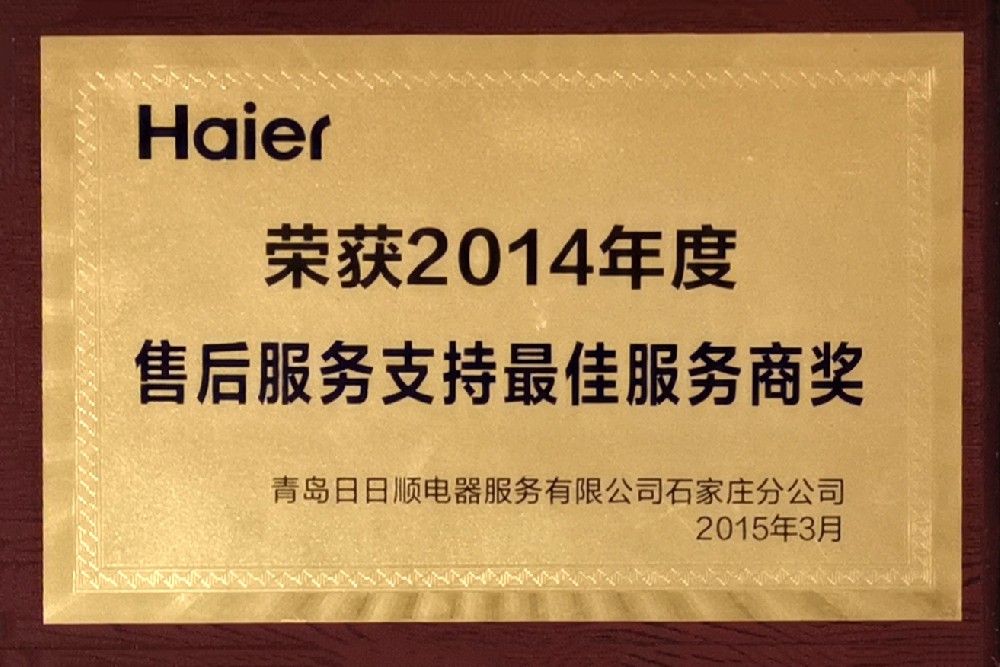 Haier
荣获2014年度
售后服务支持最佳服务商奖
青岛日日顺电器服务有限公司石家庄分公司
2015年3月